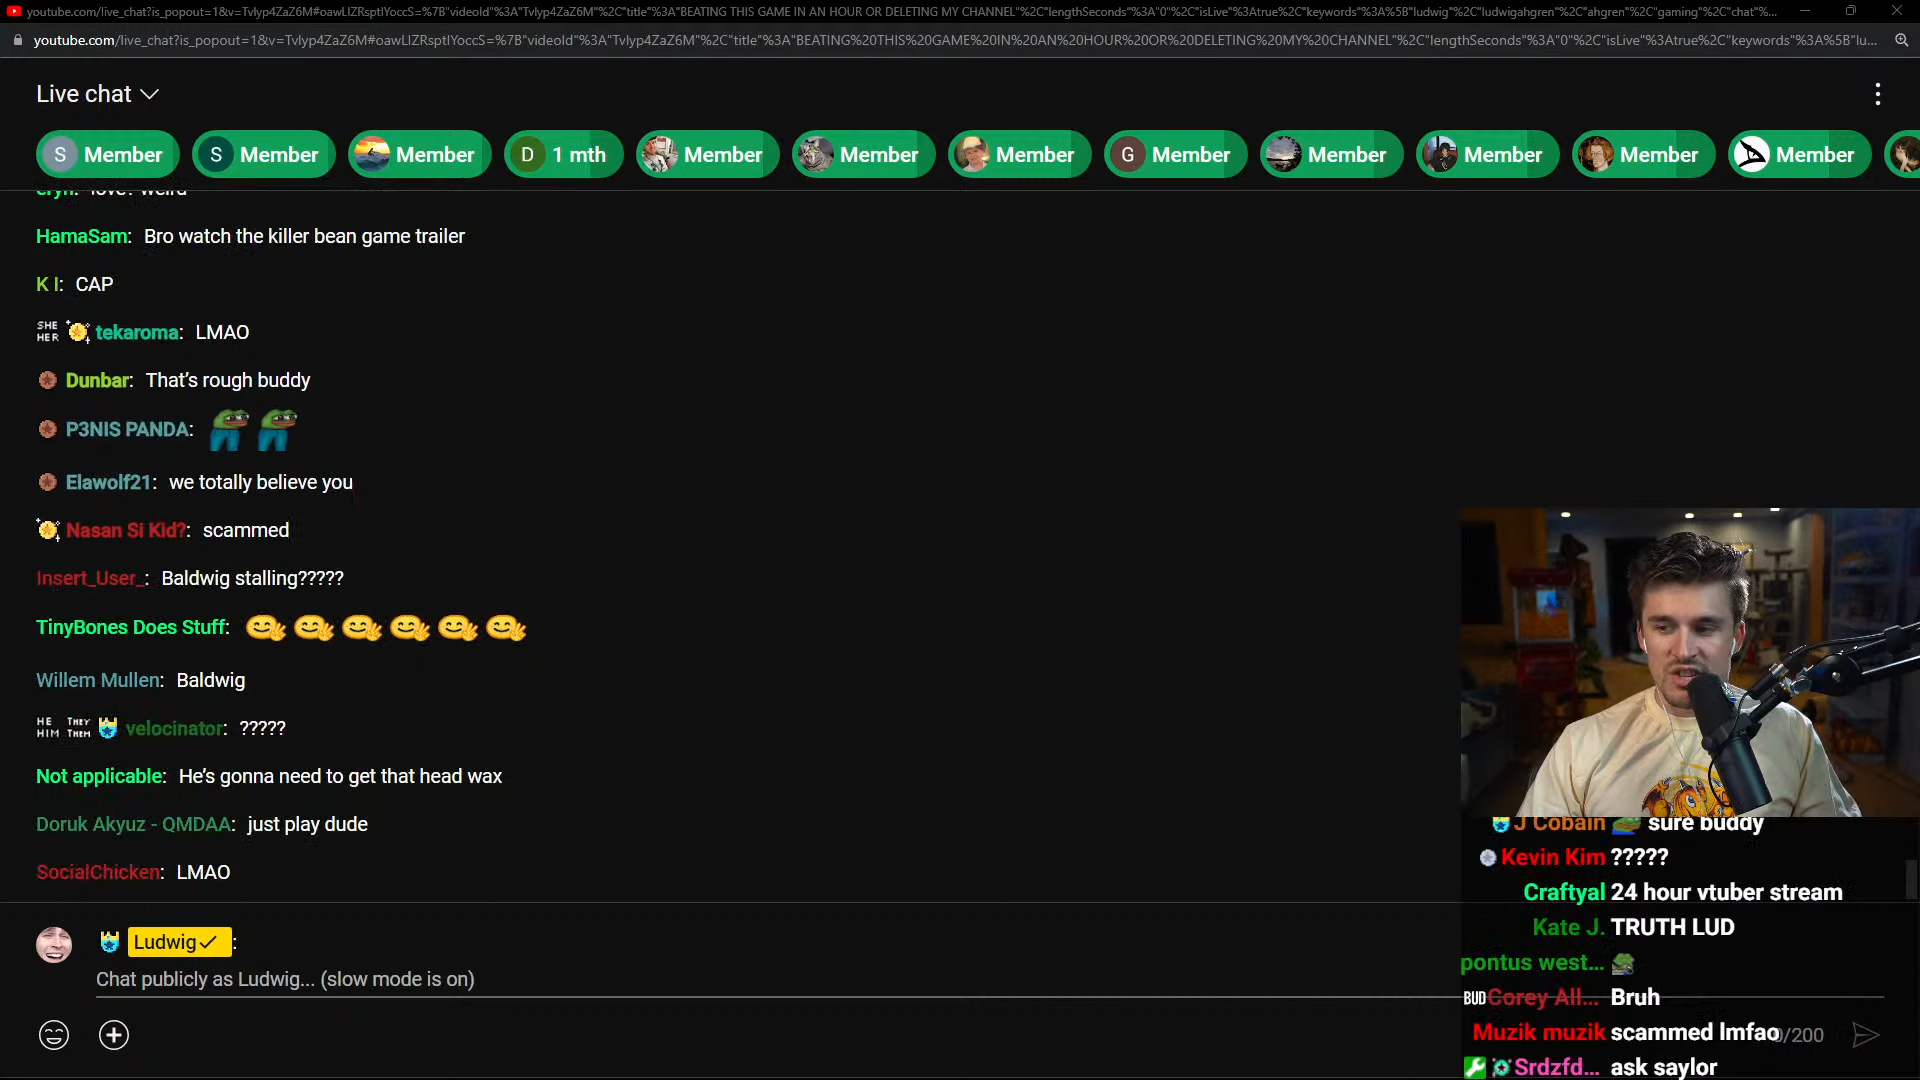 youtube.com/live_chat?is_popout=1&v=Tvlyp4ZaZ6M#oawLIZRsptIYoccS=%7B"videoId"%3A"Tvlyp4ZaZ6M"%2C"title"%3A"BEATING THIS GAME IN AN HOUR OR DELETING MY CHANNEL"%2C"lengthSeconds"%3A"0"%2C"isLive"%3Atrue%2C"keywords"%3A%5B"ludwig"%2C"ludwigahgren"%2C"ahgren"%2C"gaming"%2C"chat"%...
youtube.com/live_chat?is_popout=1&v=Tvlyp4ZaZ6M#oawLIZRsptIYoccS=%7B"videoId"%3A"Tvlyp4ZaZ6M"%2C"title"%3A"BEATING%20THIS%20GAME%20IN%20AN%20HOUR%20OR%20DELETING%20MY%20CHANNEL"%2C"lengthSeconds"%3A"0"%2C"isLive"%3Atrue%2C"keywords"%3A%5B"lu...
Live chat
S Member S Member Member D 1 mth Member Member Member G Member Member Member Member Member
HamaSam: Bro watch the killer bean game trailer
K I: CAP
SHE HER tekaroma: LMAO
Dunbar: That's rough buddy
P3NIS PANDA:
Elawolf21: we totally believe you
Nasan Si Kid?: scammed
Insert_User_: Baldwig stalling?????
TinyBones Does Stuff:
Willem Mullen: Baldwig
HE HIM THEY THEM velocinator: ?????
Not applicable: He's gonna need to get that head wax
Doruk Akyuz - QMDAA: just play dude
SocialChicken: LMAO
Ludwig:
Chat publicly as Ludwig... (slow mode is on)
J Cobain sure buddy
Kevin Kim ?????
Craftyal 24 hour vtuber stream
Kate J. TRUTH LUD
pontus west...
BUD Corey All... Bruh
Muzik muzik scammed lmfao
/200
Srdzfd... ask saylor